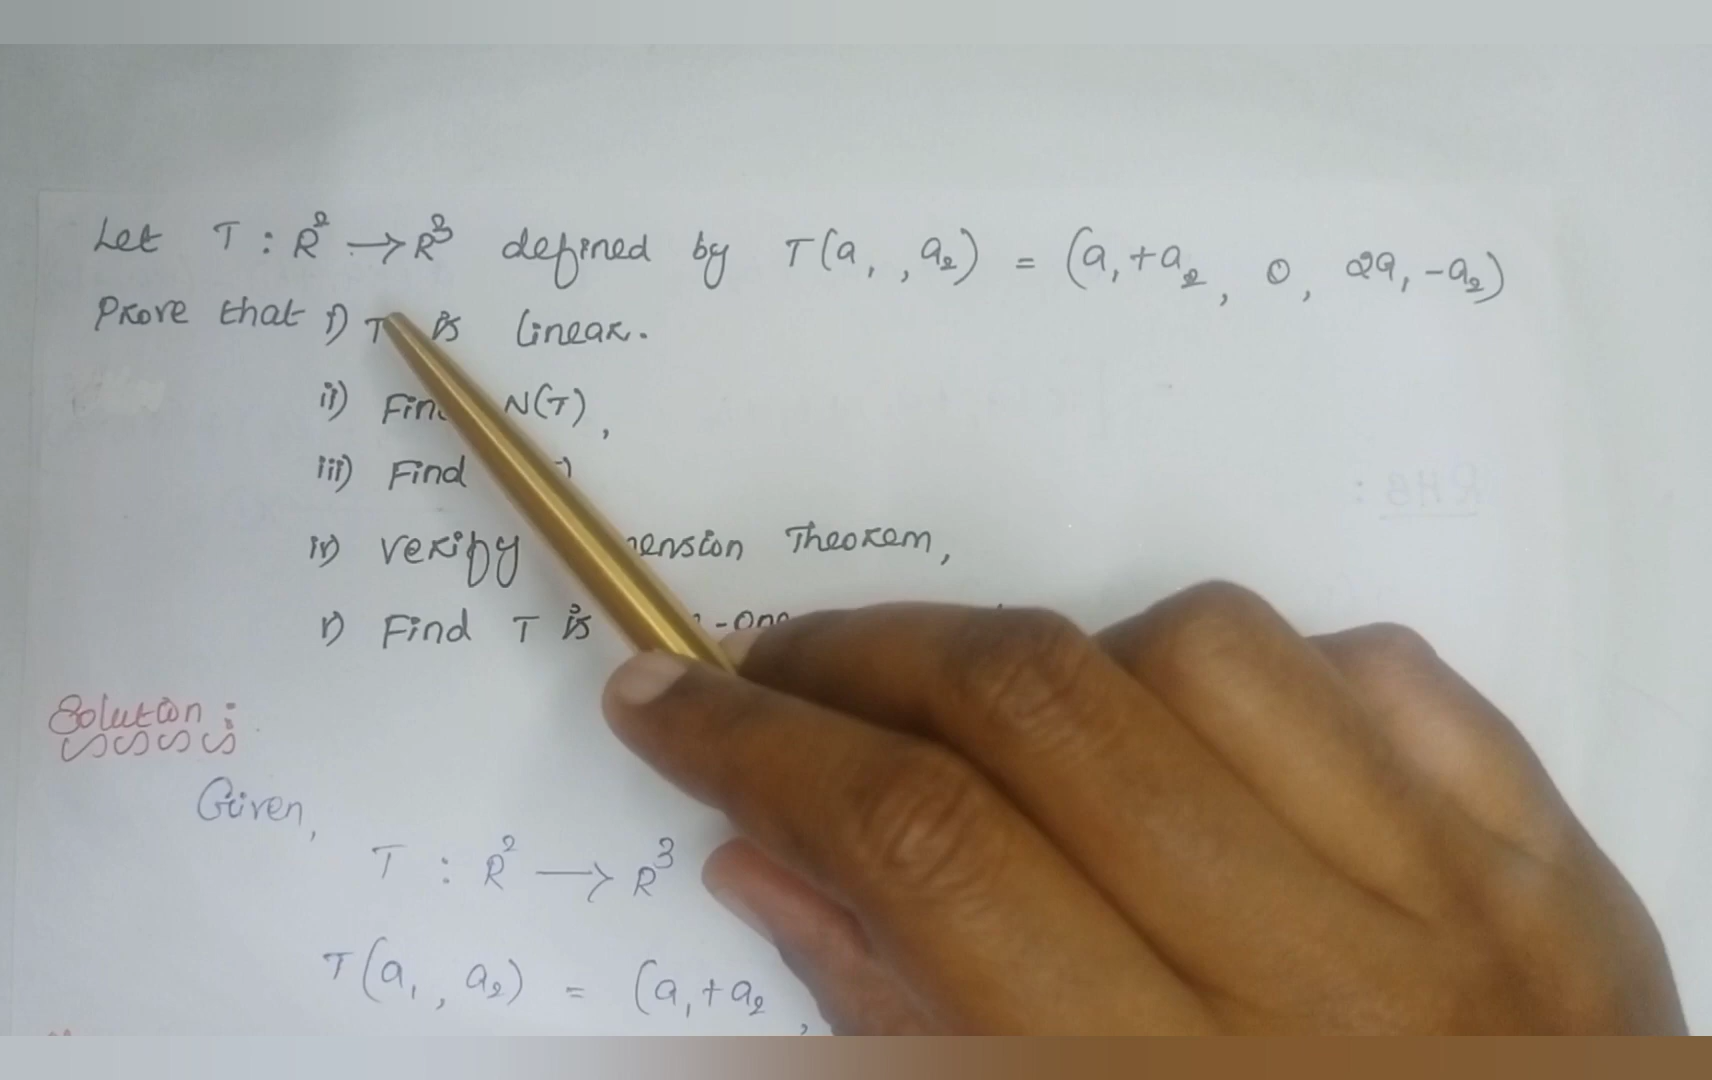 Let T : R² → R³ defined by T(a₁, a₂) = (a₁+a₂, 0, 2a₁-a₂)
Prove that i) T is linear.
ii) Find N(T),
iii) Find
iv) verify Theorem,
v) Find T is
Solution :
Given,
T : R² → R³
T(a₁, a₂) = (a₁+a₂,